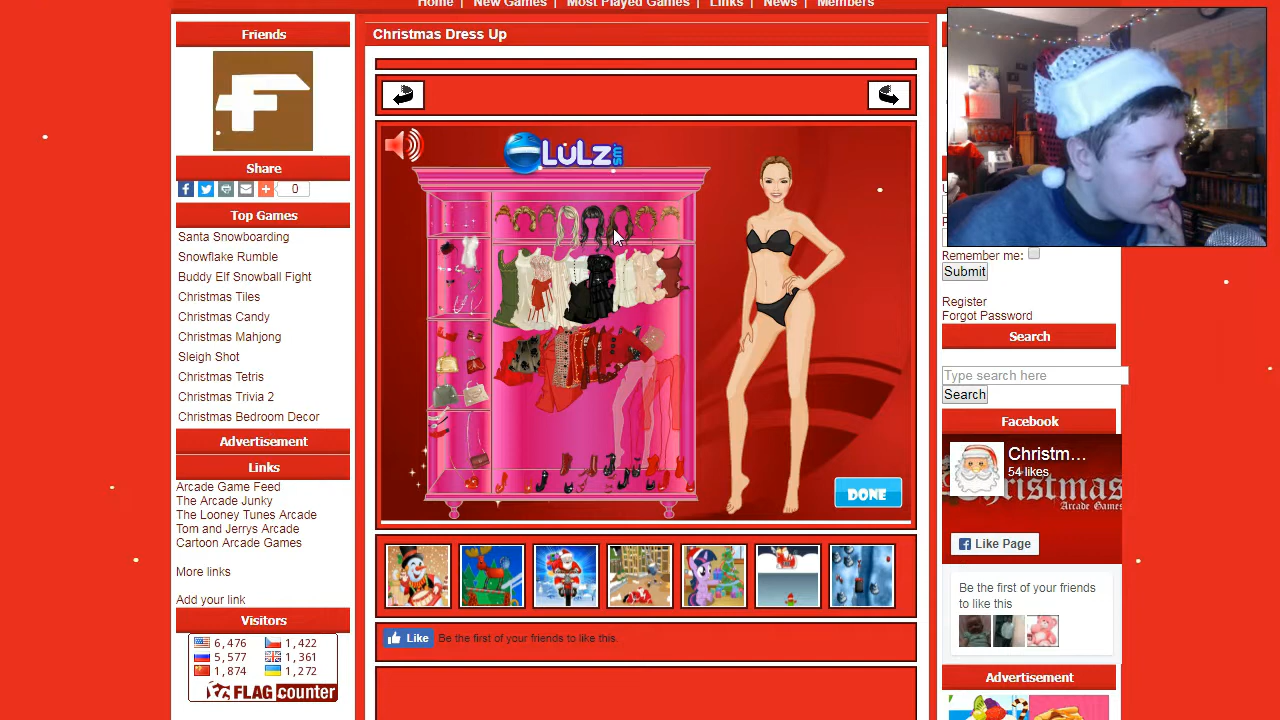 Home | New Games | Most Played Games | Links | News | Members
Friends
Share
0
Top Games
Santa Snowboarding
Snowflake Rumble
Buddy Elf Snowball Fight
Christmas Tiles
Christmas Candy
Christmas Mahjong
Sleigh Shot
Christmas Tetris
Christmas Trivia 2
Christmas Bedroom Decor
Advertisement
Links
Arcade Game Feed
The Arcade Junky
The Looney Tunes Arcade
Tom and Jerrys Arcade
Cartoon Arcade Games
More links
Add your link
Visitors
6,476 1,422
5,577 1,361
1,874 1,272
FLAG counter
Christmas Dress Up
LULZ
DONE
Like Be the first of your friends to like this.
Remember me:
Submit
Register
Forgot Password
Search
Type search here
Search
Facebook
Christm...
54 likes
Christmas
Arcade Games
Like Page
Be the first of your friends
to like this
Advertisement